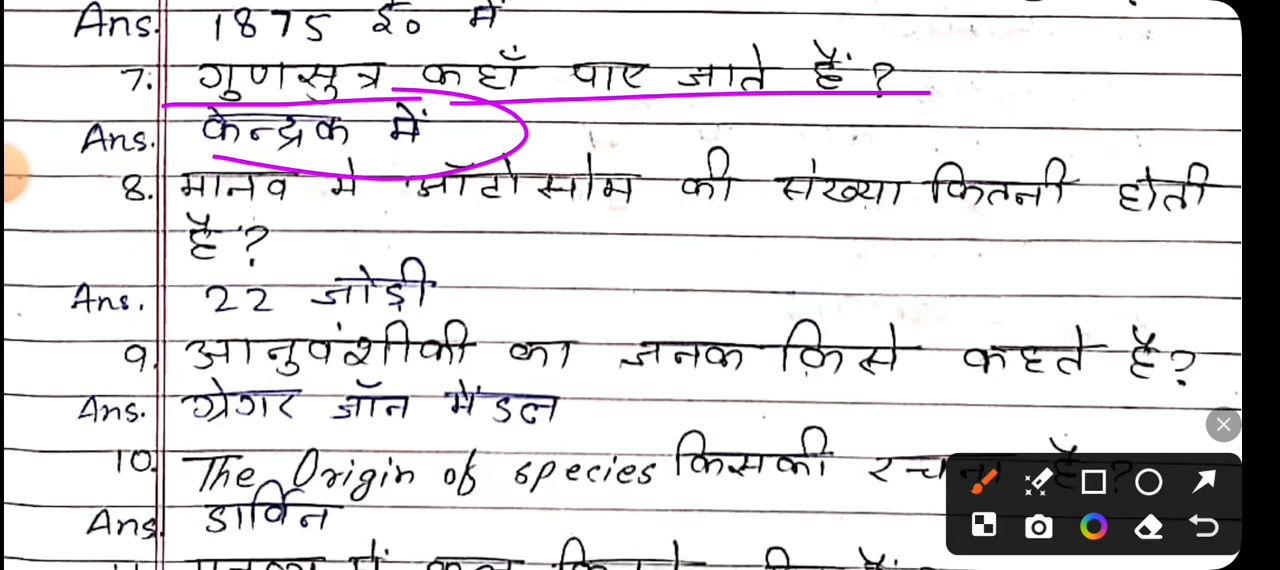 Ans. 1875 ई० में
7. गुणसुत्र कहाँ पाए जाते हैं ?
Ans. केन्द्रक में
8. मानव मे ऑटोसोम की संख्या कितनी होती
है ?
Ans. 22 जोड़ी
9. आनुवंशीकी का जनक किसे कहते है ?
Ans. ग्रेगर जॉन मेंडल
10. The Origin of species किसकी रचना है ?
Ans. डार्विन